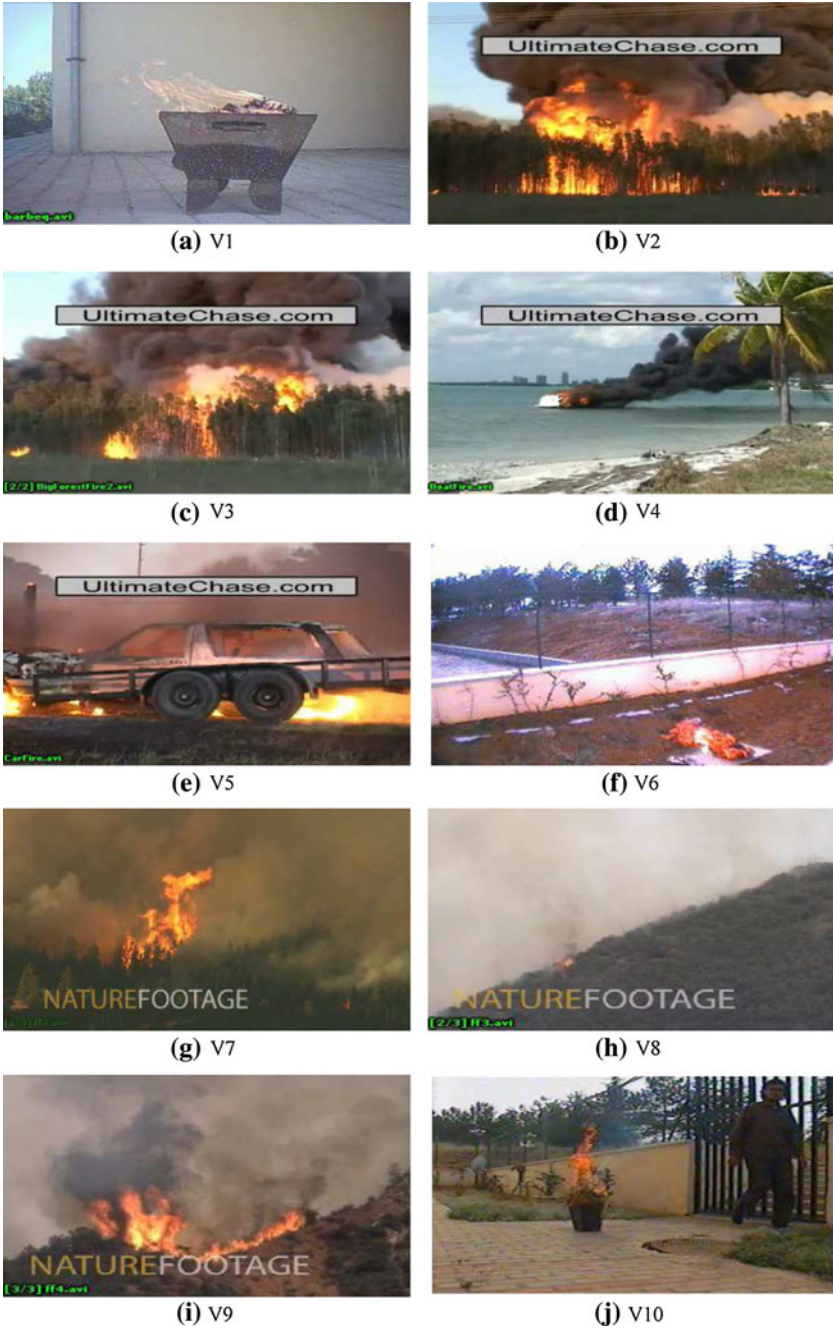 barbeq.avi
(a) V1
UltimateChase.com
(b) V2
UltimateChase.com
[2/2] BigForestFire2.avi
(c) V3
UltimateChase.com
BoatFire.avi
(d) V4
UltimateChase.com
CarFire.avi
(e) V5
(f) V6
NATUREFOOTAGE
(g) V7
NATUREFOOTAGE
[2/3] ff3.avi
(h) V8
NATUREFOOTAGE
[3/3] ff4.avi
(i) V9
(j) V10